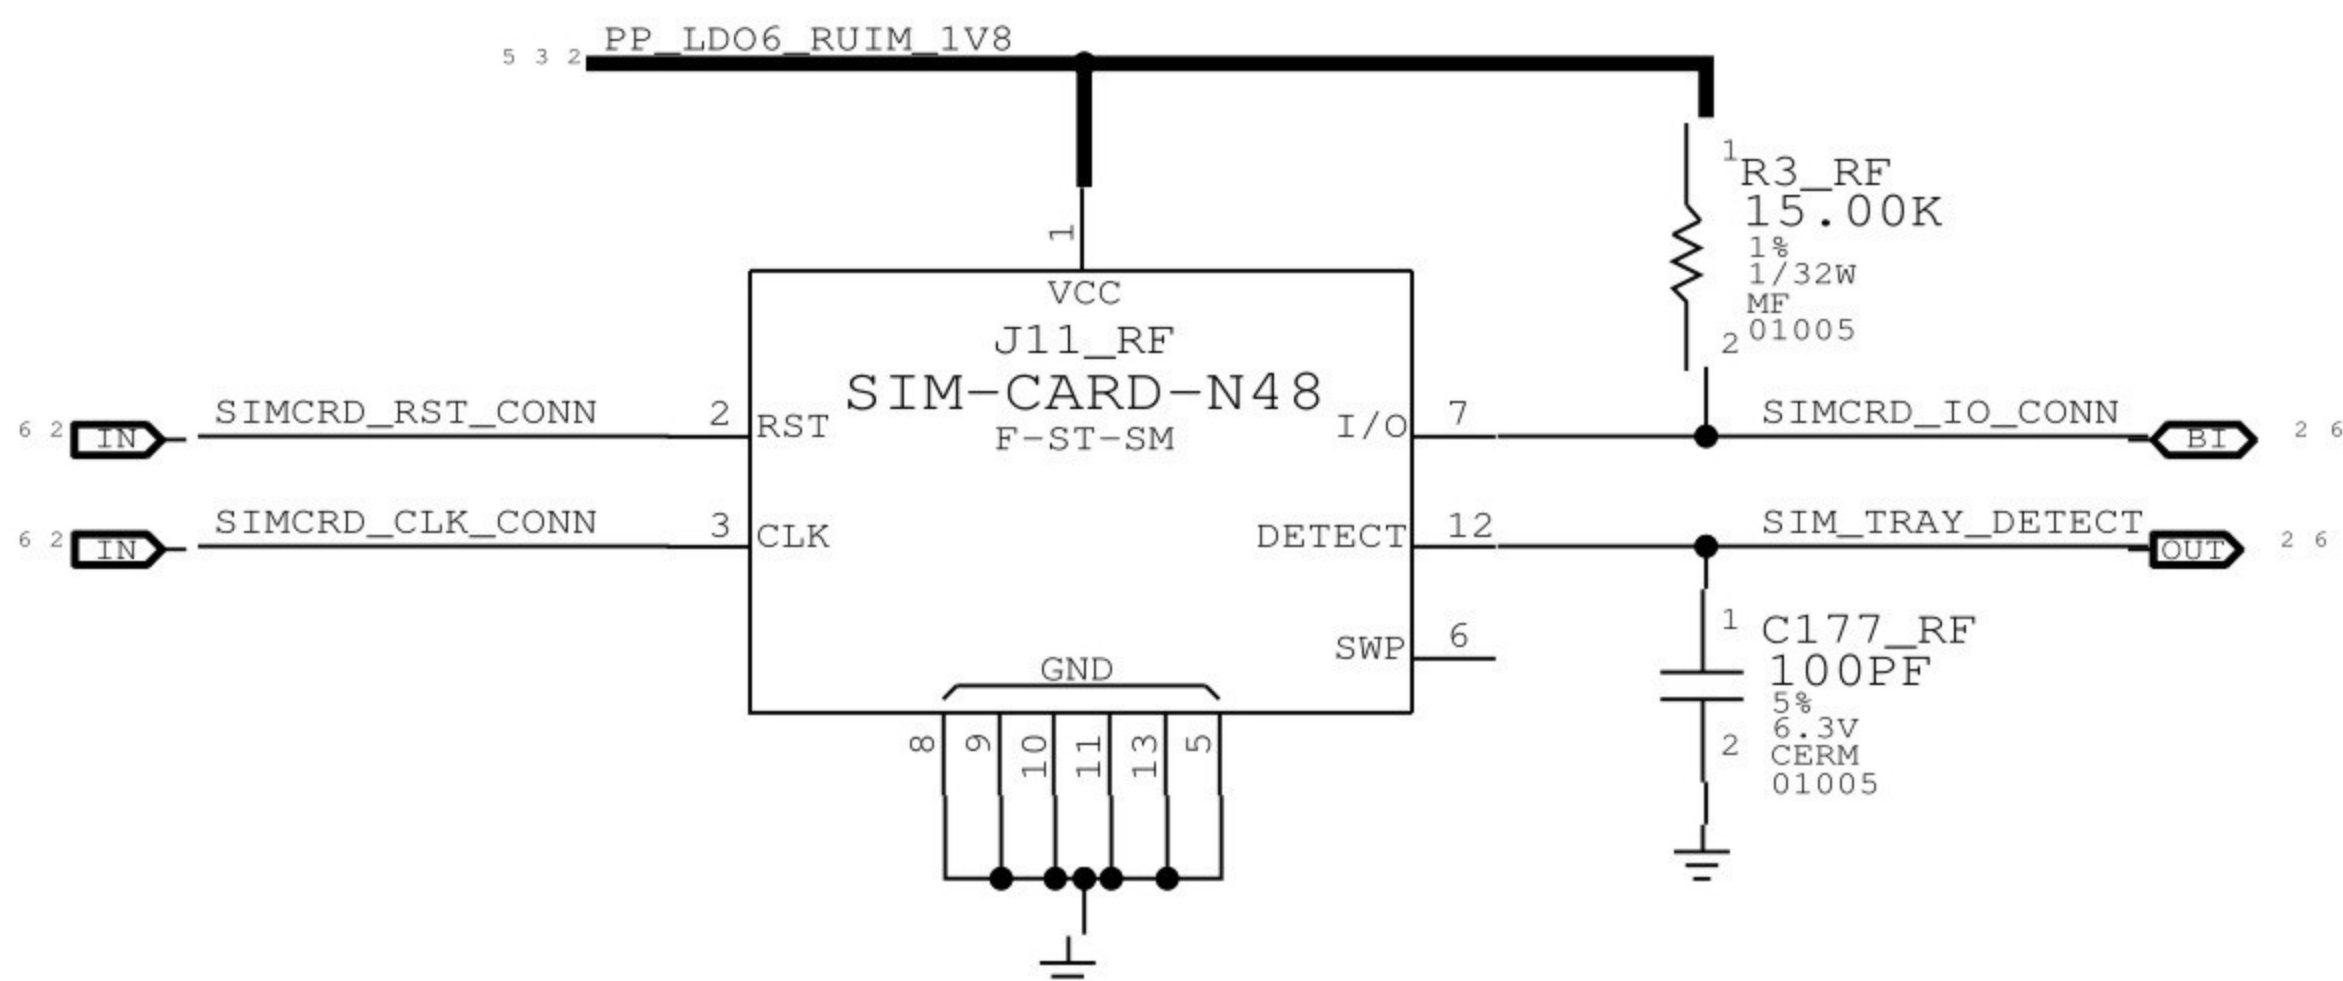 5 3 2 PP_LDO6_RUIM_1V8
1
R3_RF
15.00K
1%
1/32W
MF
01005
2
1
VCC
J11_RF
SIM-CARD-N48
F-ST-SM
6 2 IN SIMCRD_RST_CONN 2 RST
I/O 7 SIMCRD_IO_CONN BI 2 6
6 2 IN SIMCRD_CLK_CONN 3 CLK
DETECT 12 SIM_TRAY_DETECT OUT 2 6
SWP 6
GND
8 9 10 11 13 5
1
C177_RF
100PF
5%
6.3V
CERM
01005
2